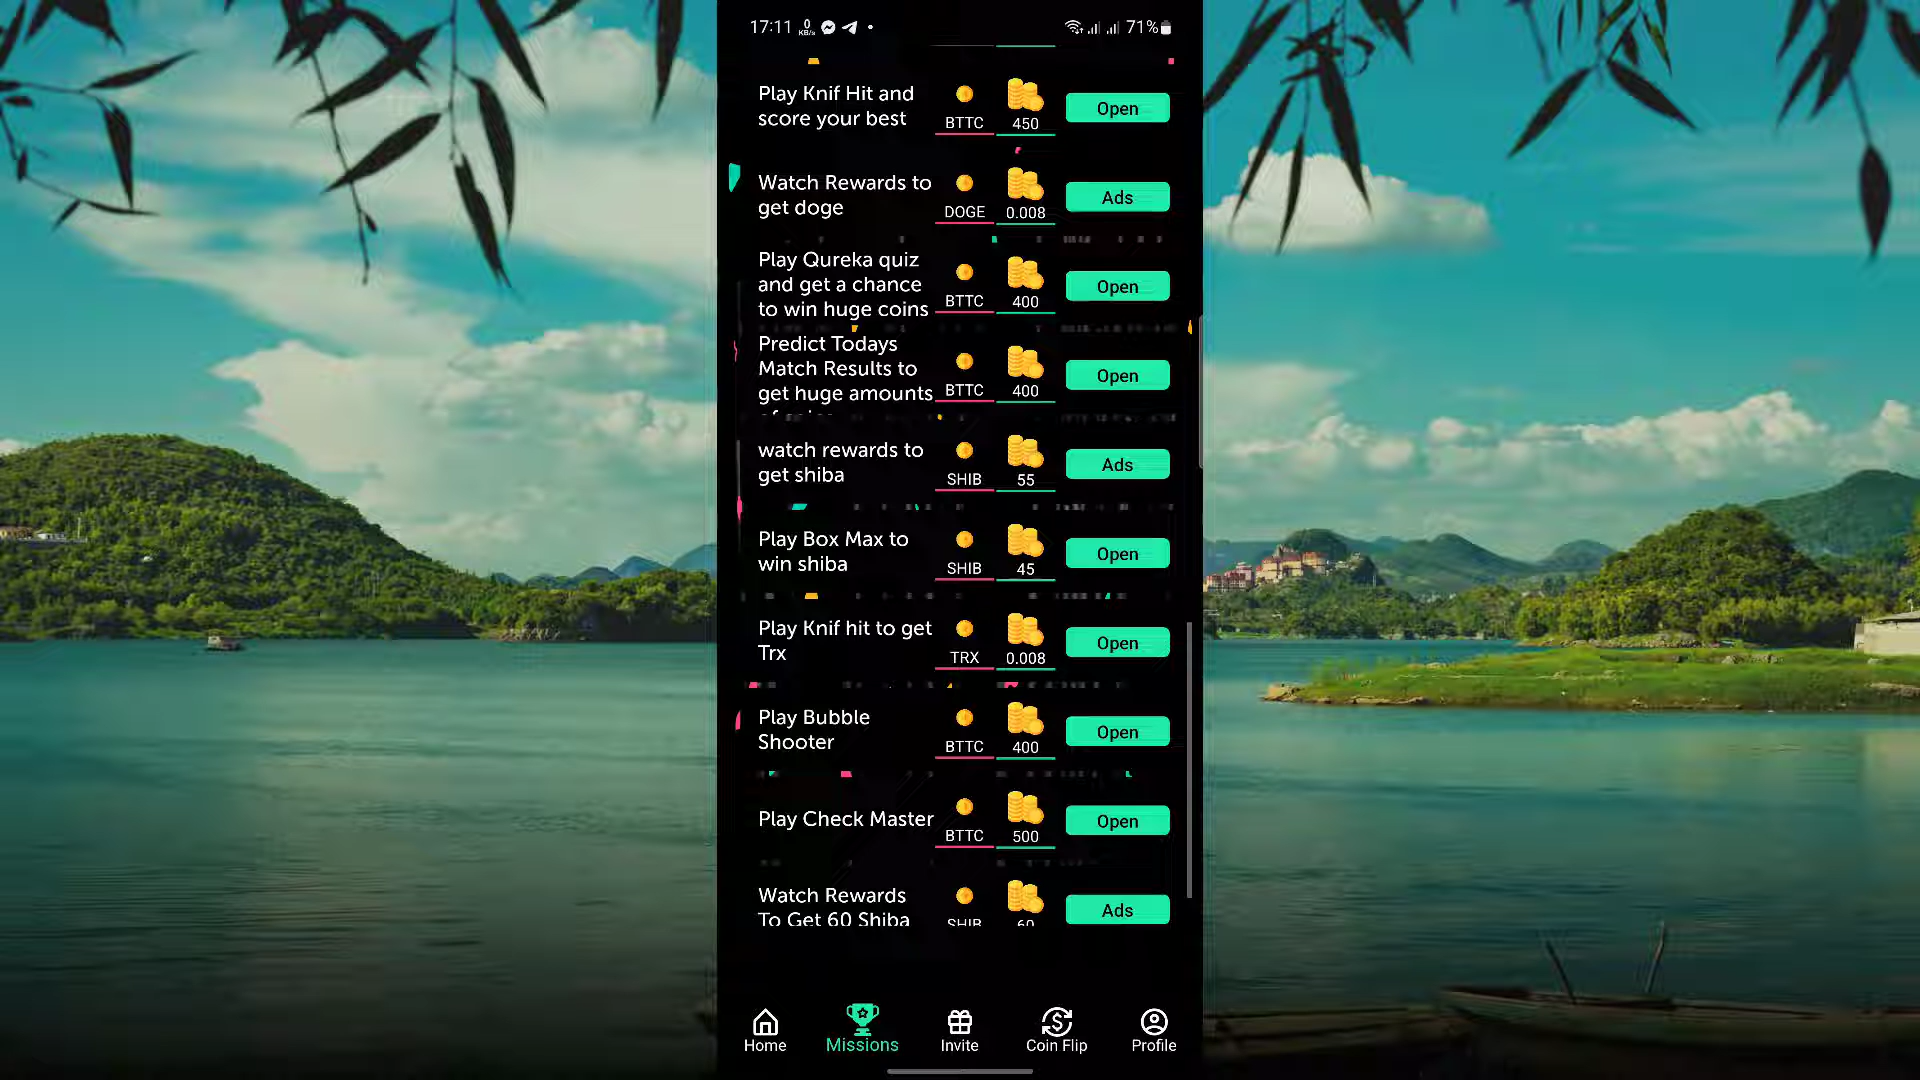 17:11 0 KB/s 71%
Play Knif Hit and
score your best
BTTC 450 Open
Watch Rewards to
get doge
DOGE 0.008 Ads
Play Qureka quiz
and get a chance
to win huge coins
BTTC 400 Open
Predict Todays
Match Results to
get huge amounts
BTTC 400 Open
watch rewards to
get shiba
SHIB 55 Ads
Play Box Max to
win shiba
SHIB 45 Open
Play Knif hit to get
Trx
TRX 0.008 Open
Play Bubble
Shooter
BTTC 400 Open
Play Check Master
BTTC 500 Open
Watch Rewards
To Get 60 Shiba
SHIB 60 Ads
Home Missions Invite Coin Flip Profile